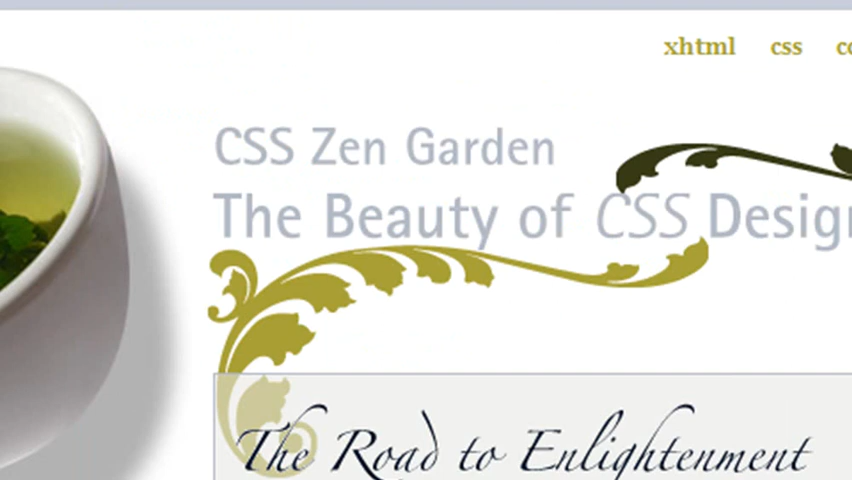 xhtml css
CSS Zen Garden
The Beauty of CSS Design
The Road to Enlightenment